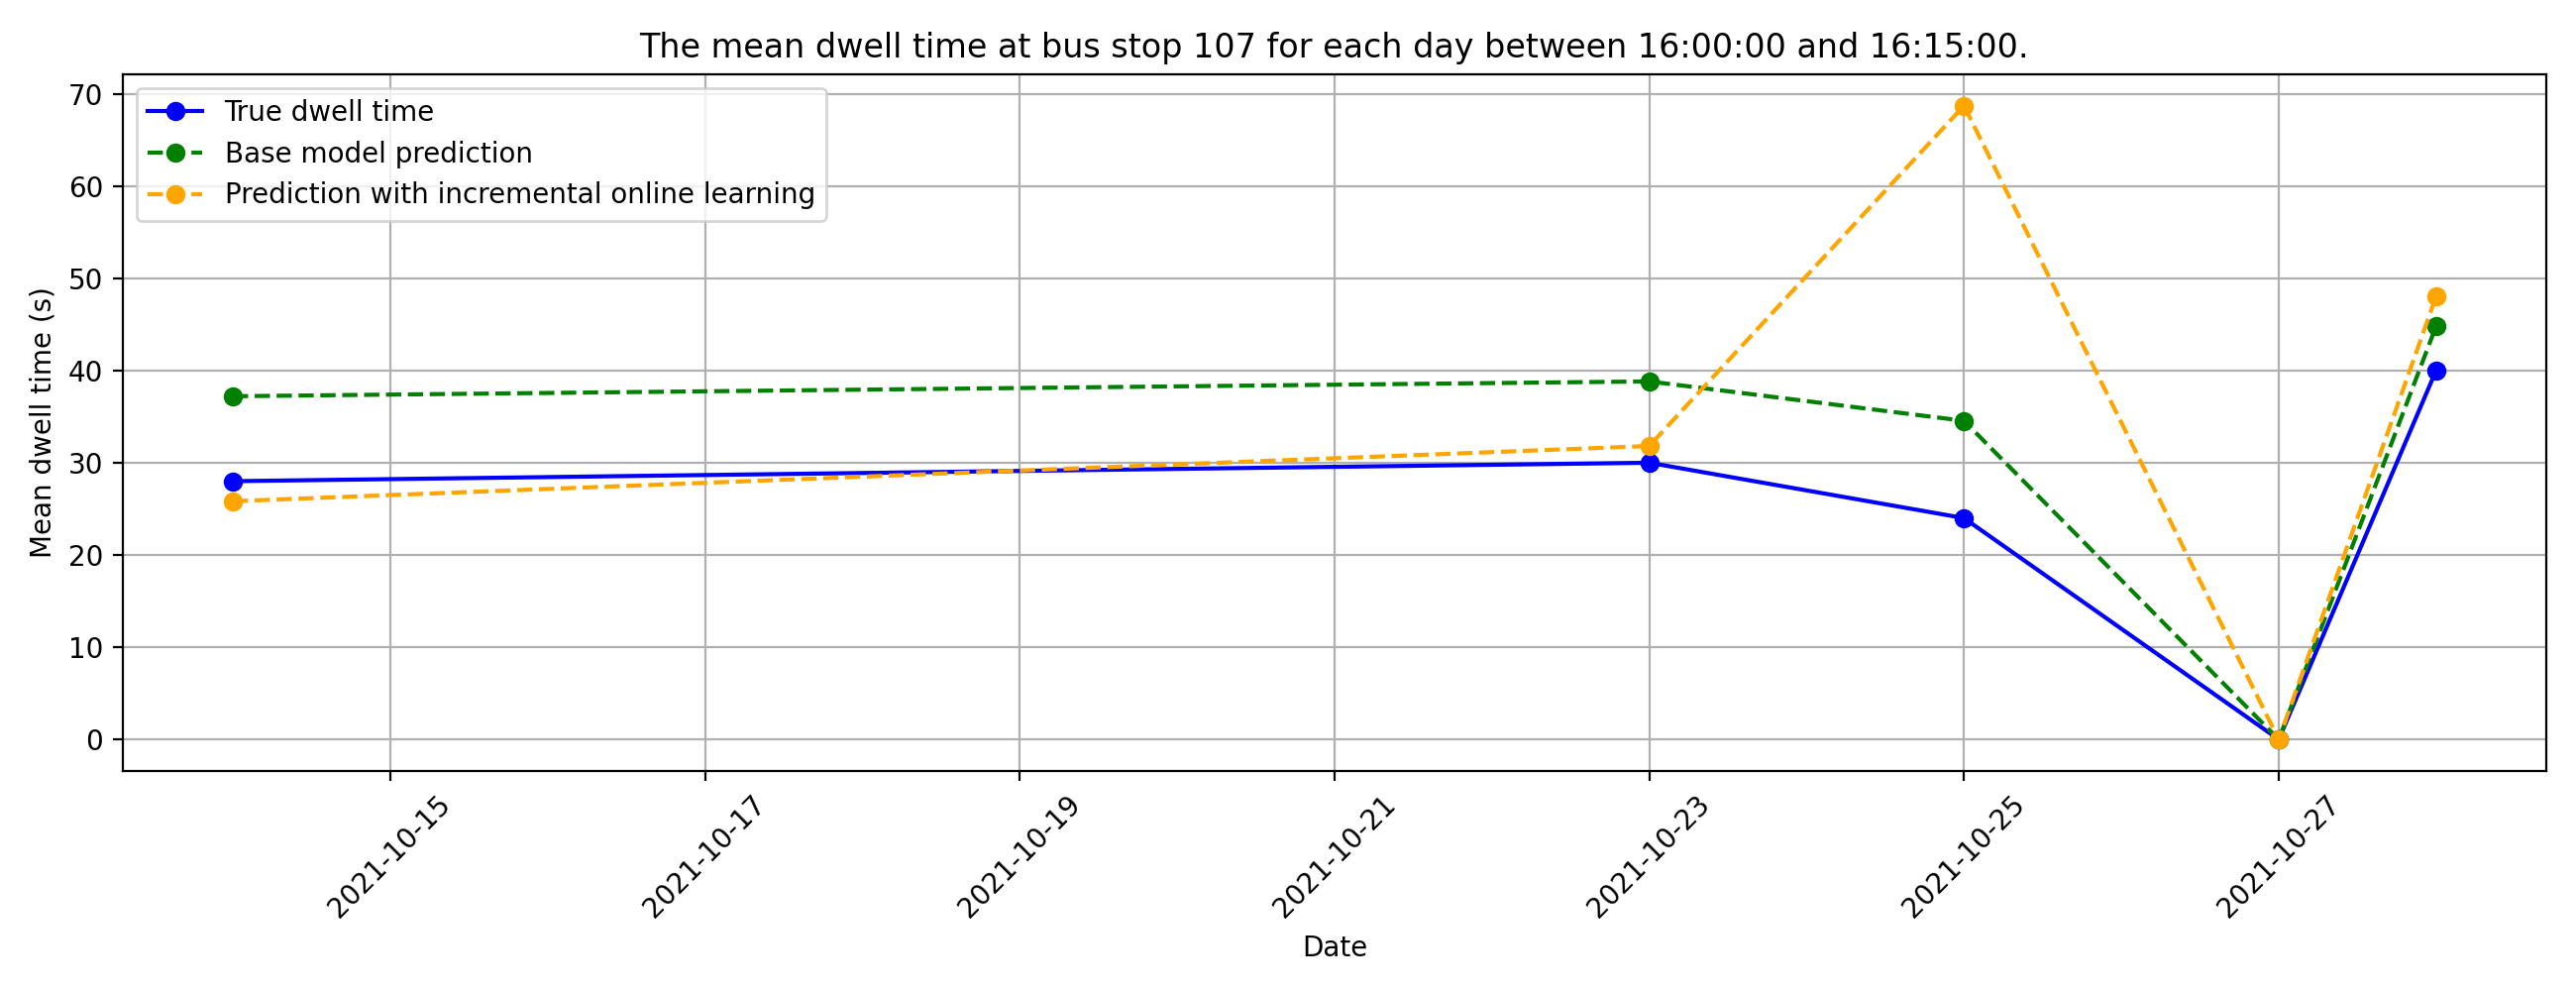 The mean dwell time at bus stop 107 for each day between 16:00:00 and 16:15:00.
True dwell time
Base model prediction
Prediction with incremental online learning
Mean dwell time (s)
70
60
50
40
30
20
10
0
2021-10-15
2021-10-17
2021-10-19
2021-10-21
2021-10-23
2021-10-25
2021-10-27
Date